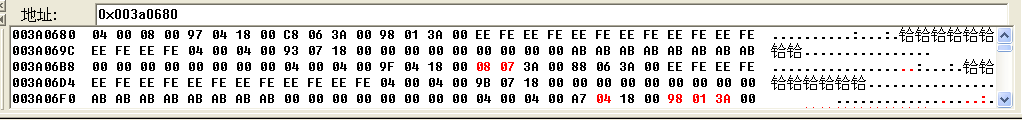 地址: 0x003a0680
003A0680 04 00 08 00 97 04 18 00 C8 06 3A 00 98 01 3A 00 EE FE EE FE EE FE EE FE EE FE EE FE ..........:...:.铪铪铪铪铪铪
003A069C EE FE EE FE 04 00 04 00 93 07 18 00 00 00 00 00 00 00 00 00 AB AB AB AB AB AB AB AB 铪铪................
003A06B8 00 00 00 00 00 00 00 00 04 00 04 00 9F 04 18 00 08 07 3A 00 88 06 3A 00 EE FE EE FE ..................:...:.铪铪
003A06D4 EE FE EE FE EE FE EE FE EE FE EE FE 04 00 04 00 9B 07 18 00 00 00 00 00 00 00 00 00 铪铪铪铪铪铪................
003A06F0 AB AB AB AB AB AB AB AB 00 00 00 00 00 00 00 00 04 00 04 00 A7 04 18 00 98 01 3A 00 ..................:.